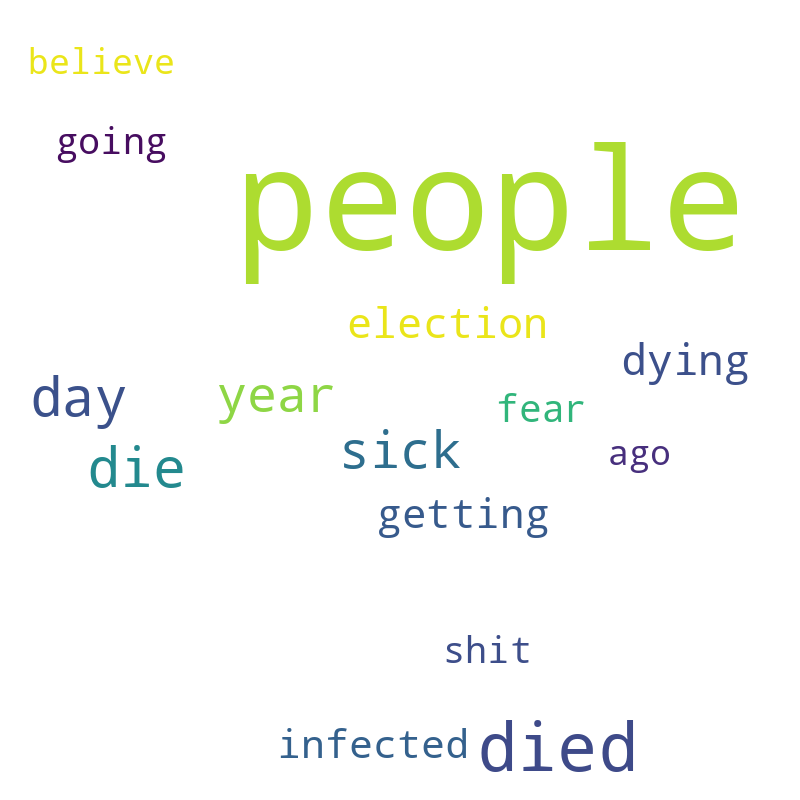 believe
going
people
election
dying
day
year
fear
die
sick
ago
getting
shit
infected
died